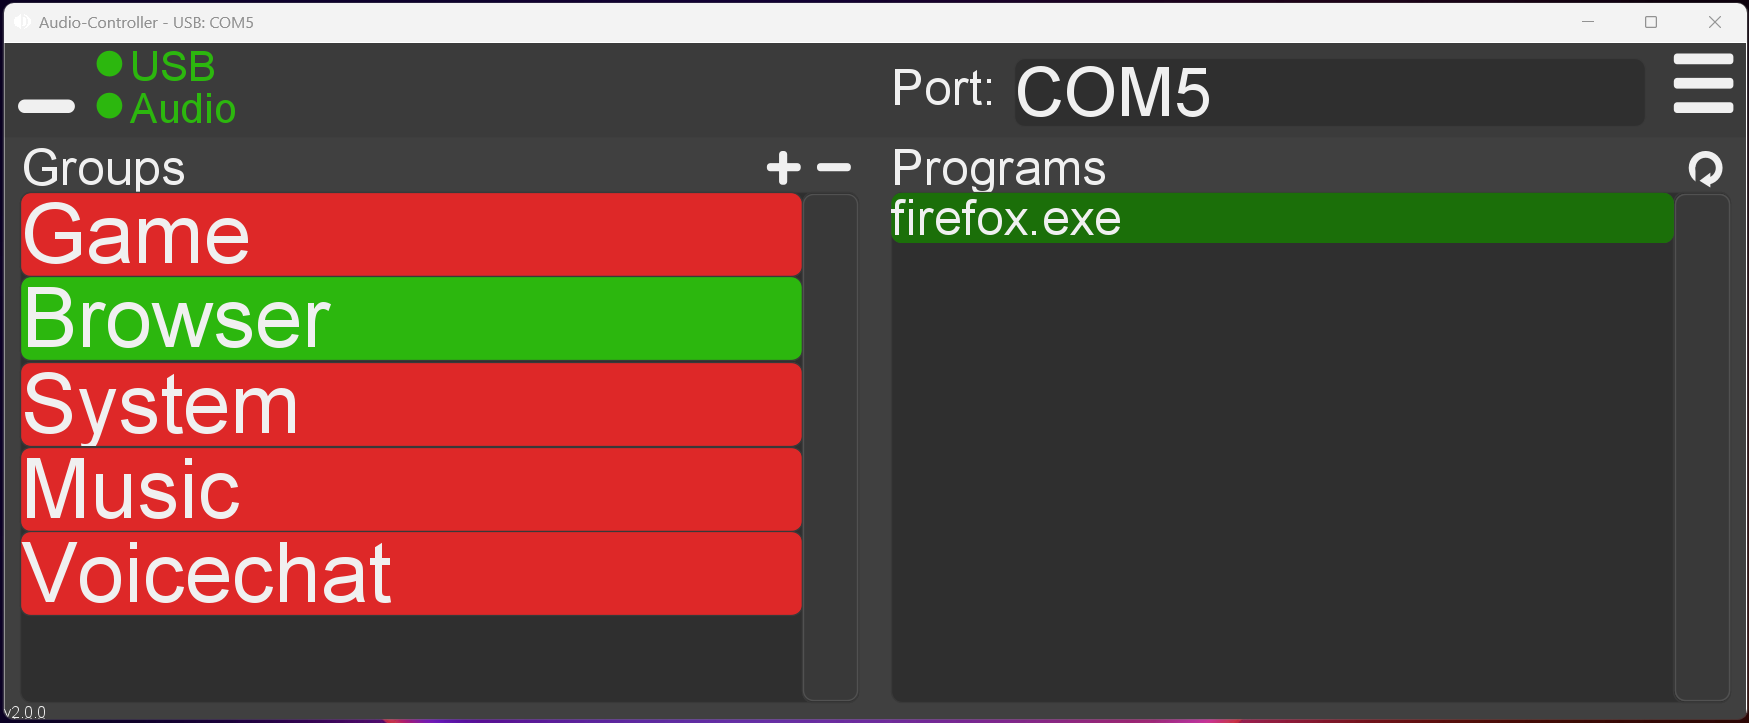 Audio-Controller - USB: COM5
USB
Audio
Port: COM5
Groups
Programs
Game
Browser
System
Music
Voicechat
firefox.exe
v2.0.0